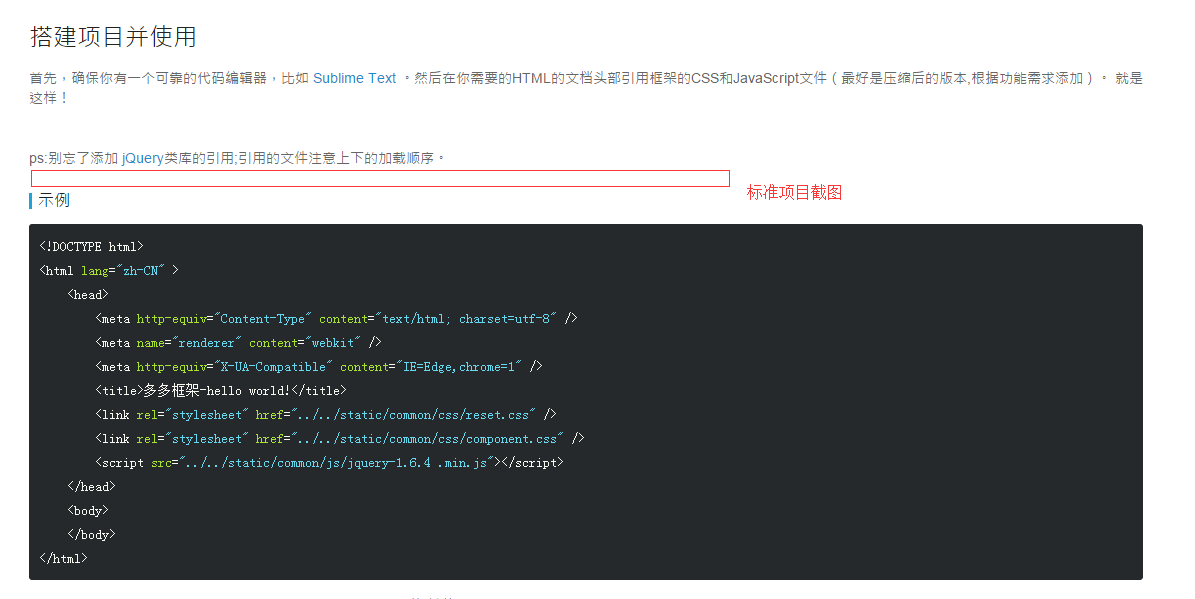 搭建项目并使用
首先，确保你有一个可靠的代码编辑器，比如 Sublime Text 。然后在你需要的HTML的文档头部引用框架的CSS和JavaScript文件（最好是压缩后的版本,根据功能需求添加）。 就是
这样！
ps:别忘了添加 jQuery类库的引用;引用的文件注意上下的加载顺序。
标准项目截图
示例
<!DOCTYPE html>
<html lang="zh-CN" >
<head>
<meta http-equiv="Content-Type" content="text/html; charset=utf-8" />
<meta name="renderer" content="webkit" />
<meta http-equiv="X-UA-Compatible" content="IE=Edge,chrome=1" />
<title>多多框架-hello world!</title>
<link rel="stylesheet" href="../../static/common/css/reset.css" />
<link rel="stylesheet" href="../../static/common/css/component.css" />
<script src="../../static/common/js/jquery-1.6.4 .min.js"></script>
</head>
<body>
</body>
</html>